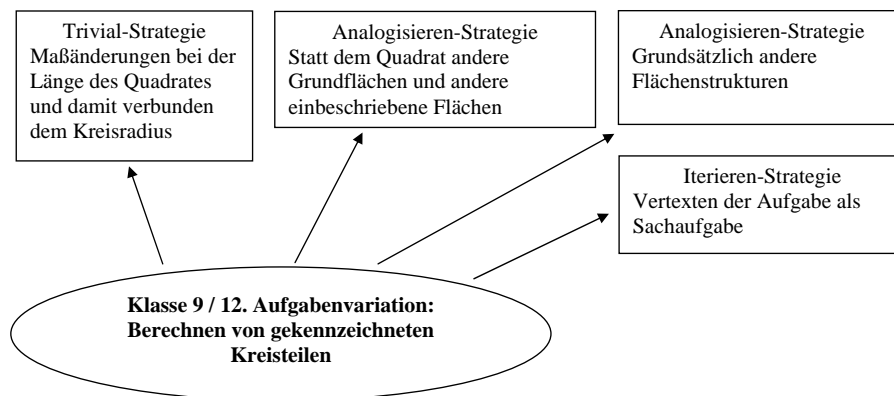 Trivial-Strategie
Maßänderungen bei der
Länge des Quadrates
und damit verbunden
dem Kreisradius
Analogisieren-Strategie
Statt dem Quadrat andere
Grundflächen und andere
einbeschriebene Flächen
Analogisieren-Strategie
Grundsätzlich andere
Flächenstrukturen
Iterieren-Strategie
Vertexten der Aufgabe als
Sachaufgabe
Klasse 9 / 12. Aufgabenvariation:
Berechnen von gekennzeichneten
Kreisteilen